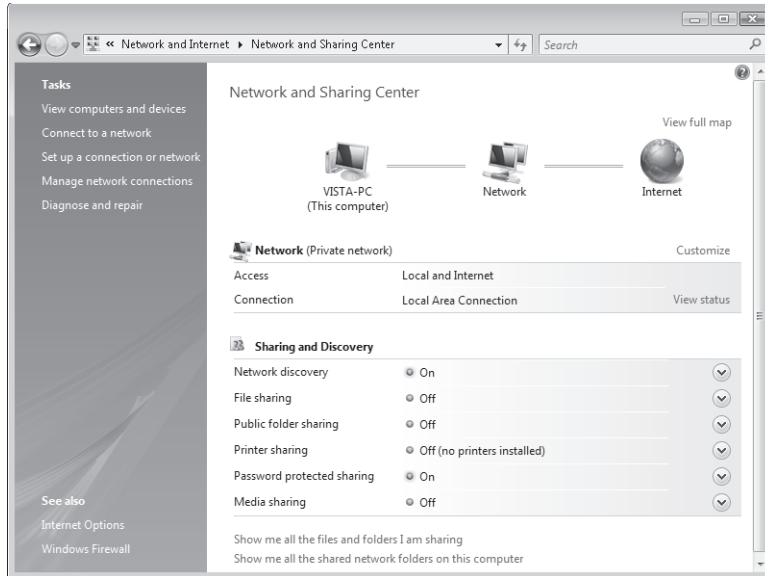 « Network and Internet ▸ Network and Sharing Center
Search
Tasks
View computers and devices
Connect to a network
Set up a connection or network
Manage network connections
Diagnose and repair
See also
Internet Options
Windows Firewall
Network and Sharing Center
View full map
VISTA-PC
(This computer)
Network
Internet
Network (Private network)
Customize
Access Local and Internet
Connection Local Area Connection View status
Sharing and Discovery
Network discovery On
File sharing Off
Public folder sharing Off
Printer sharing Off (no printers installed)
Password protected sharing On
Media sharing Off
Show me all the files and folders I am sharing
Show me all the shared network folders on this computer